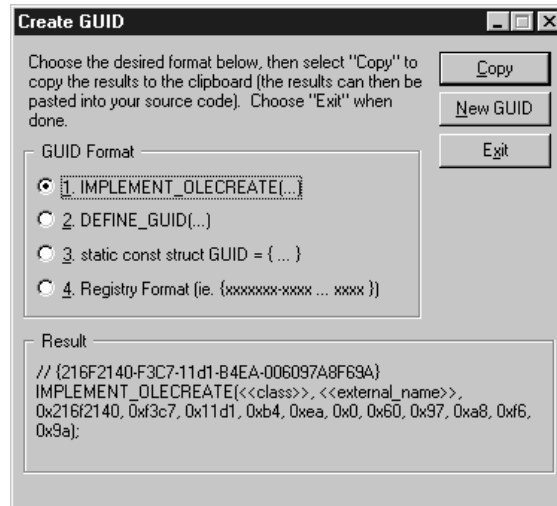 Create GUID
Choose the desired format below, then select "Copy" to
copy the results to the clipboard (the results can then be
pasted into your source code).  Choose "Exit" when
done.
Copy
New GUID
Exit
GUID Format
1. IMPLEMENT_OLECREATE(...)
2. DEFINE_GUID(...)
3. static const struct GUID = { ... }
4. Registry Format (ie. {xxxxxxx-xxxx ... xxxx })
Result
// {216F2140-F3C7-11d1-B4EA-006097A8F69A}
IMPLEMENT_OLECREATE(<<class>>, <<external_name>>,
0x216f2140, 0xf3c7, 0x11d1, 0xb4, 0xea, 0x0, 0x60, 0x97, 0xa8, 0xf6,
0x9a);